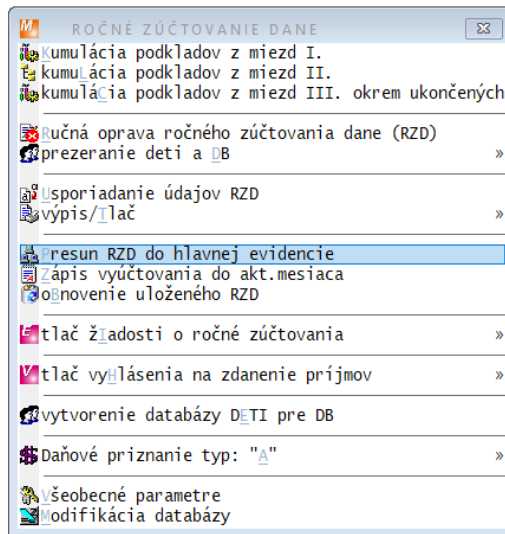 ROČNÉ ZÚČTOVANIE DANE
Kumulácia podkladov z miezd I.
kumuLácia podkladov z miezd II.
kumuláCia podkladov z miezd III. okrem ukončených
Ručná oprava ročného zúčtovania dane (RZD)
prezeranie deti a DB »
Usporiadanie údajov RZD
výpis/Tlač »
Presun RZD do hlavnej evidencie
Zápis vyúčtovania do akt.mesiaca
oBnovenie uloženého RZD
tlač žIadosti o ročné zúčtovania »
tlač vyHlásenia na zdanenie príjmov »
vytvorenie databázy DETI pre DB
Daňové priznanie typ: "A" »
Všeobecné parametre
Modifikácia databázy